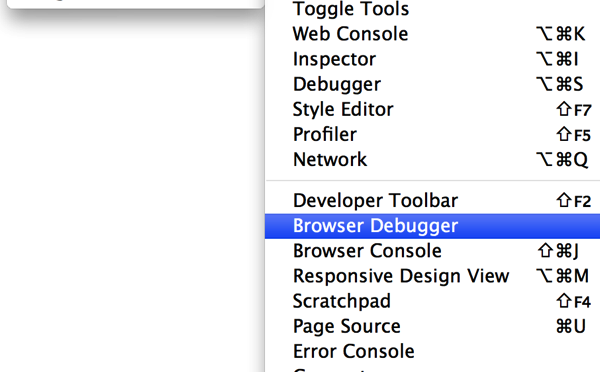 Toggle Tools
Web Console ⌥⌘K
Inspector ⌥⌘I
Debugger ⌥⌘S
Style Editor ⇧F7
Profiler ⇧F5
Network ⌥⌘Q
Developer Toolbar ⇧F2
Browser Debugger
Browser Console ⇧⌘J
Responsive Design View ⌥⌘M
Scratchpad ⇧F4
Page Source ⌘U
Error Console